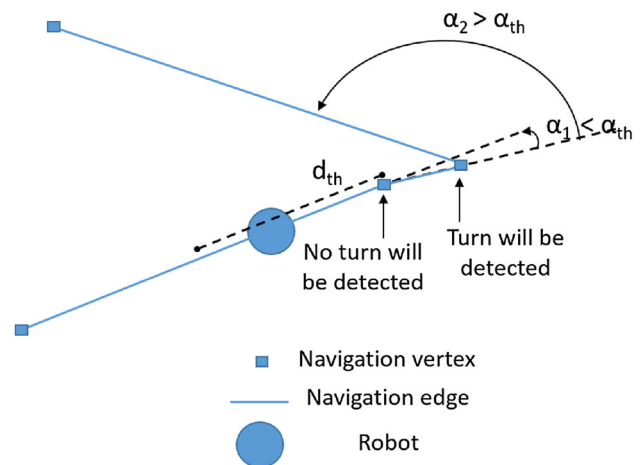 α2 > αth
α1 < αth
dth
No turn will
be detected
Turn will be
detected
Navigation vertex
Navigation edge
Robot